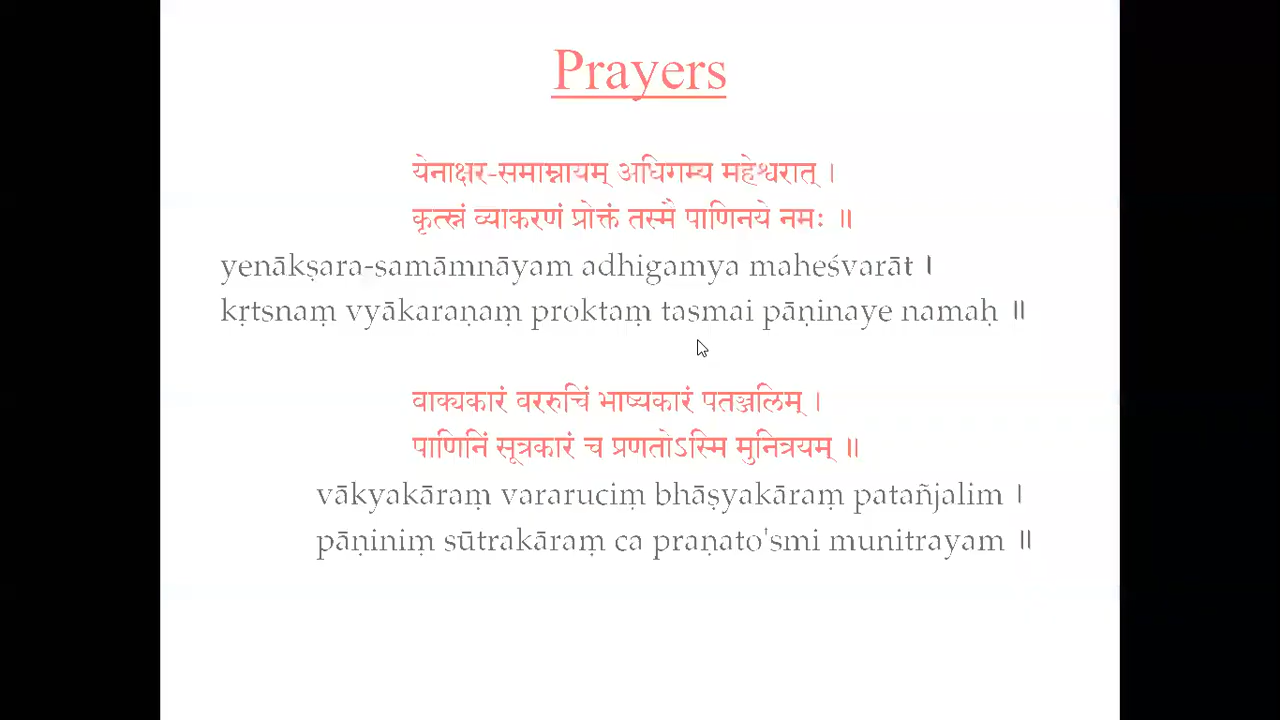 Prayers
येनाक्षर-समाम्नायम् अधिगम्य महेश्वरात् ।
कृत्स्नं व्याकरणं प्रोक्तं तस्मै पाणिनये नमः ॥
yenākṣara-samāmnāyam adhigamya maheśvarāt ।
kṛtsnaṃ vyākaraṇaṃ proktaṃ tasmai pāṇinaye namaḥ ॥
वाक्यकारं वररुचिं भाष्यकारं पतञ्जलिम् ।
पाणिनिं सूत्रकारं च प्रणतोऽस्मि मुनित्रयम् ॥
vākyakāraṃ vararuciṃ bhāṣyakāraṃ patañjalim ।
pāṇiniṃ sūtrakāraṃ ca praṇato'smi munitrayam ॥